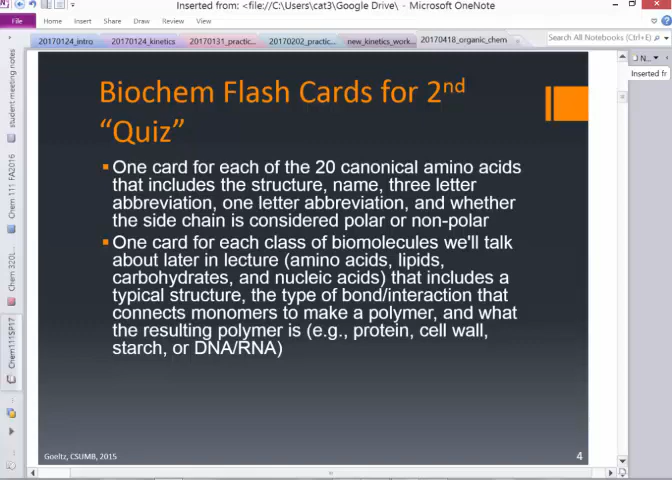 Inserted from: <file://C:\Users\cat3\Google Drive\ - Microsoft OneNote
File Home Insert Draw History Review View
20170124_intro 20170124_kinetics 20170131_practic... 20170202_practic... new_kinetics_work... 20170418_organic_chem Search All Notebooks (Ctrl+E)
N...
Inserted fr
student meeting notes
Chem 111 FA2016
Chem 320L
Chem111SP17
Biochem Flash Cards for 2nd
“Quiz”
One card for each of the 20 canonical amino acids
that includes the structure, name, three letter
abbreviation, one letter abbreviation, and whether
the side chain is considered polar or non-polar
One card for each class of biomolecules we'll talk
about later in lecture (amino acids, lipids,
carbohydrates, and nucleic acids) that includes a
typical structure, the type of bond/interaction that
connects monomers to make a polymer, and what
the resulting polymer is (e.g., protein, cell wall,
starch, or DNA/RNA)
Goeltz, CSUMB, 2015
4